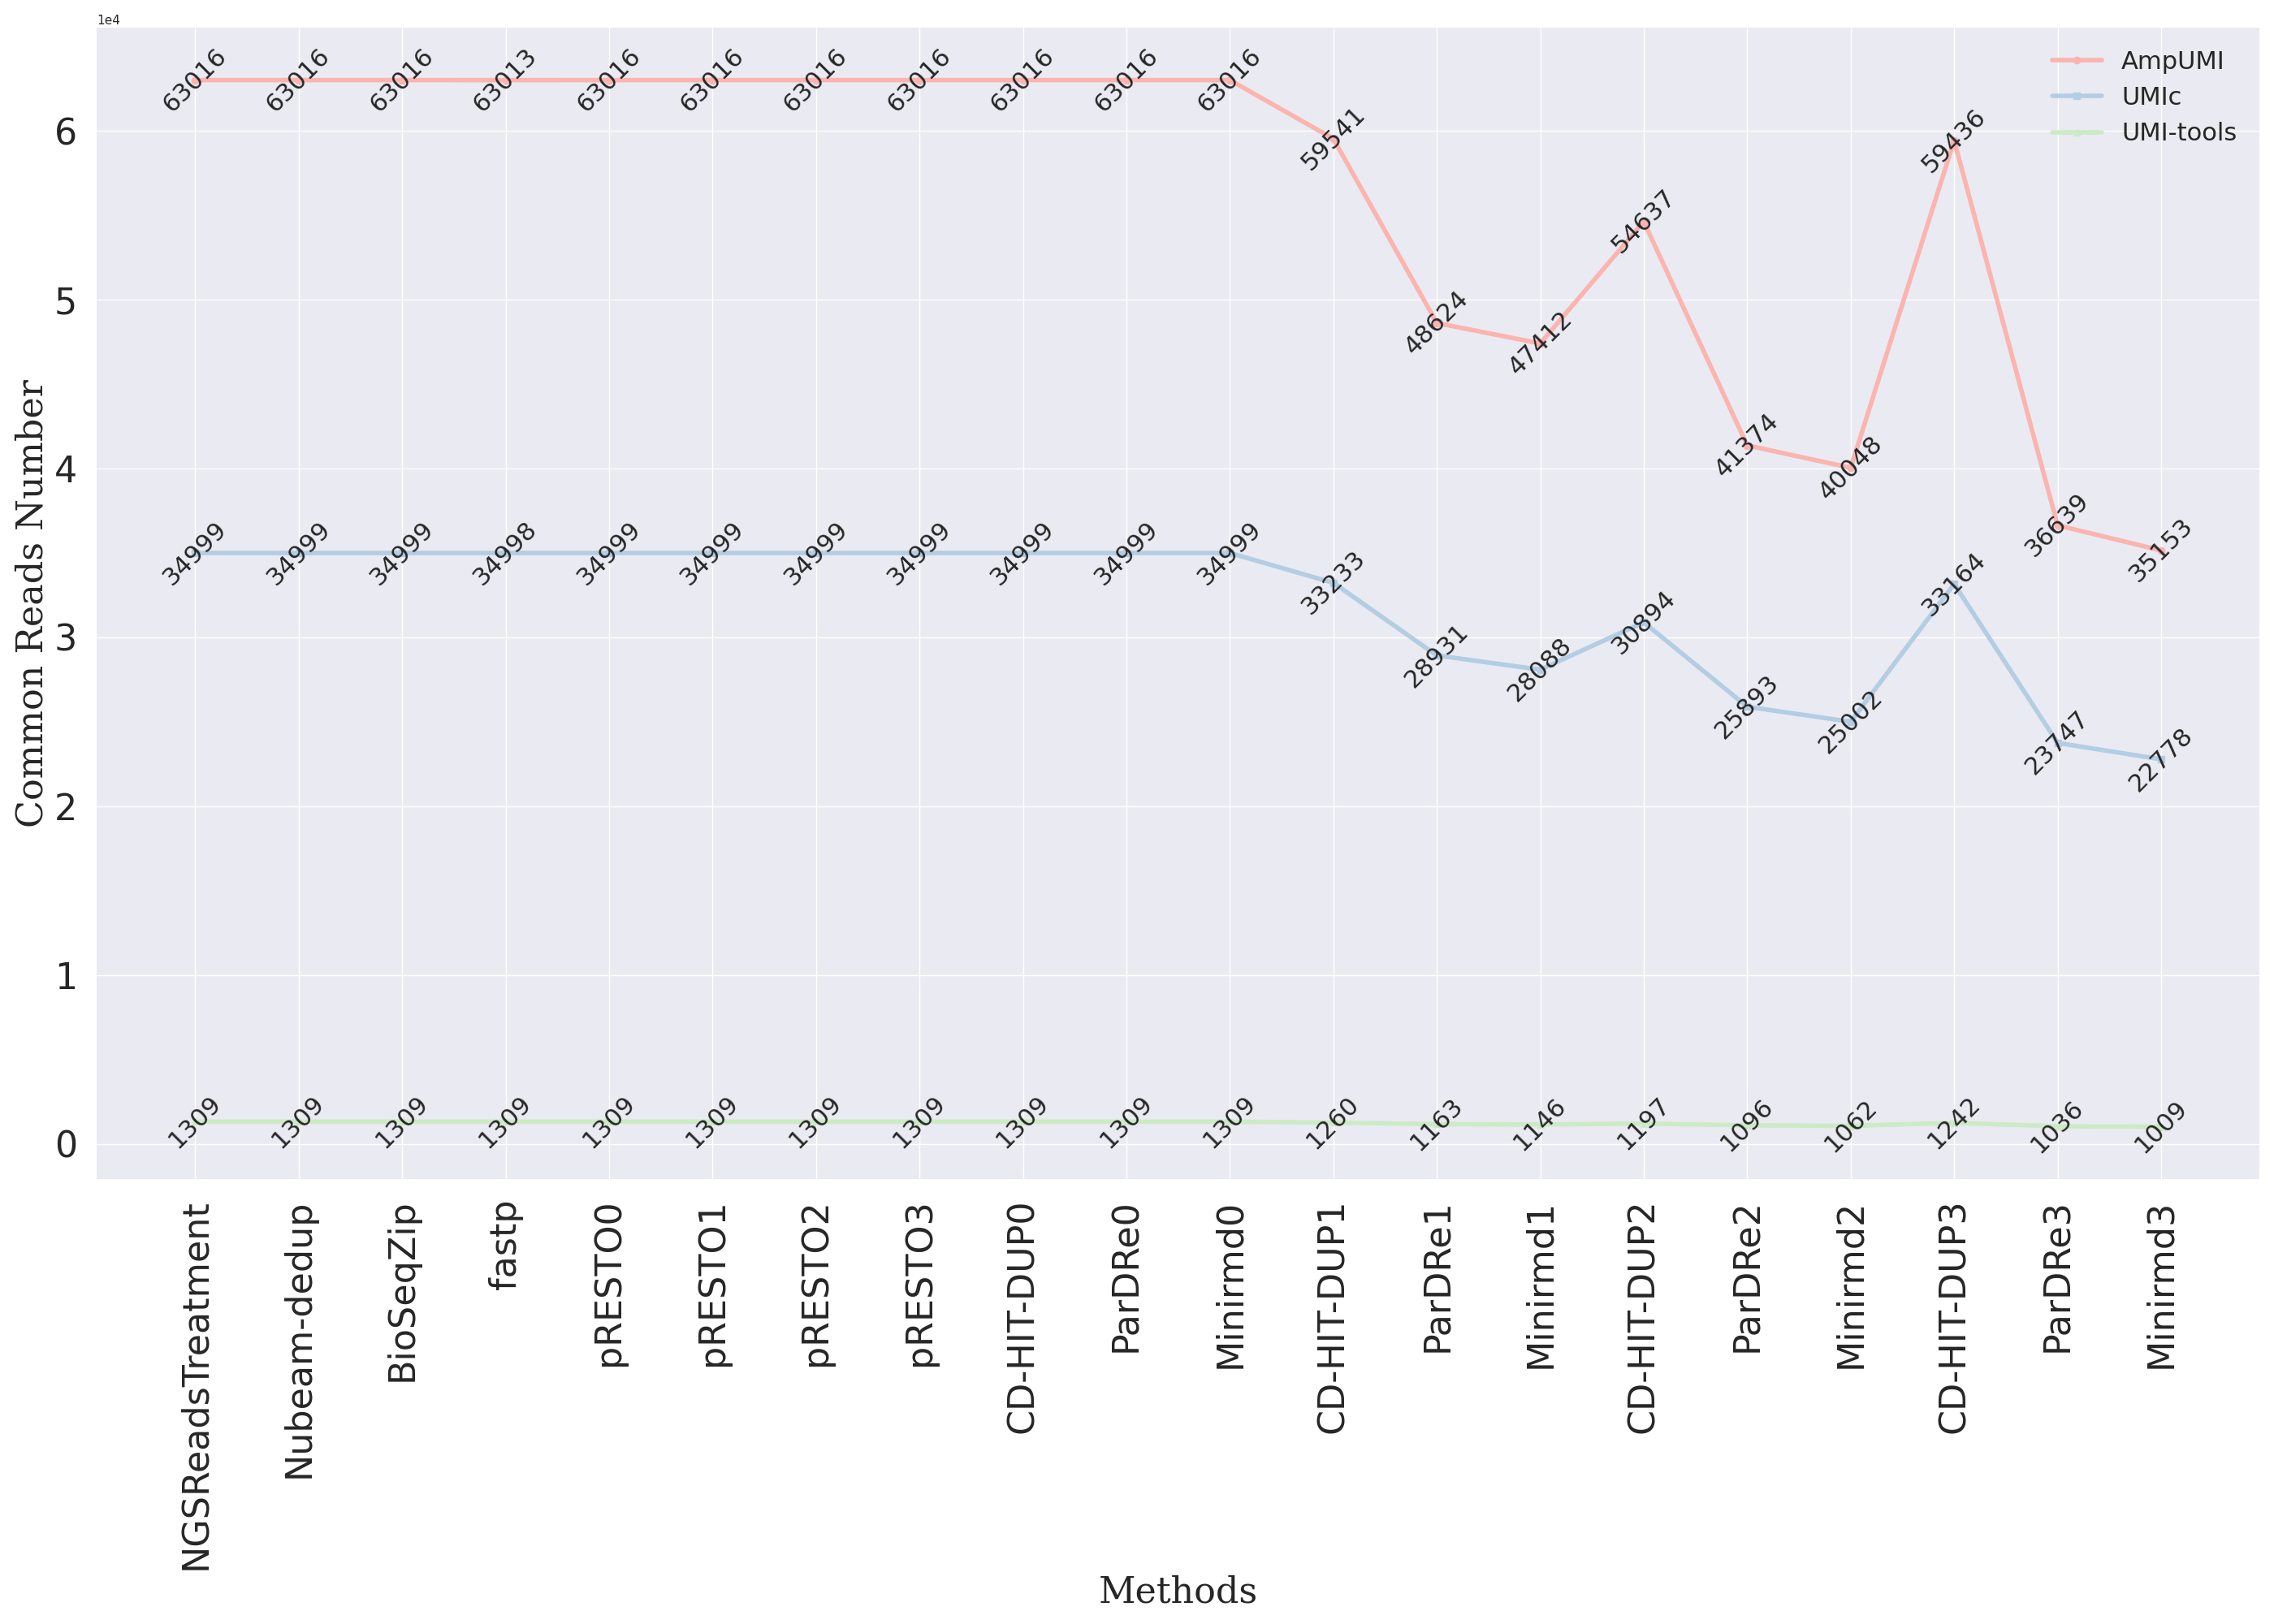 1e4
AmpUMI
UMIc
UMI-tools
63016 63016 63016 63013 63016 63016 63016 63016 63016 63016 63016 59541 48624 47412 54637 41374 40048 59436 36639 35153
34999 34999 34999 34998 34999 34999 34999 34999 34999 34999 34999 33233 28931 28088 30894 25893 25002 33164 23747 22778
1309 1309 1309 1309 1309 1309 1309 1309 1309 1309 1309 1260 1163 1146 1197 1096 1062 1242 1036 1009
6
5
4
3
2
1
0
Common Reads Number
NGSReadsTreatment
Nubeam-dedup
BioSeqZip
fastp
pRESTO0
pRESTO1
pRESTO2
pRESTO3
CD-HIT-DUP0
ParDRe0
Minirmd0
CD-HIT-DUP1
ParDRe1
Minirmd1
CD-HIT-DUP2
ParDRe2
Minirmd2
CD-HIT-DUP3
ParDRe3
Minirmd3
Methods